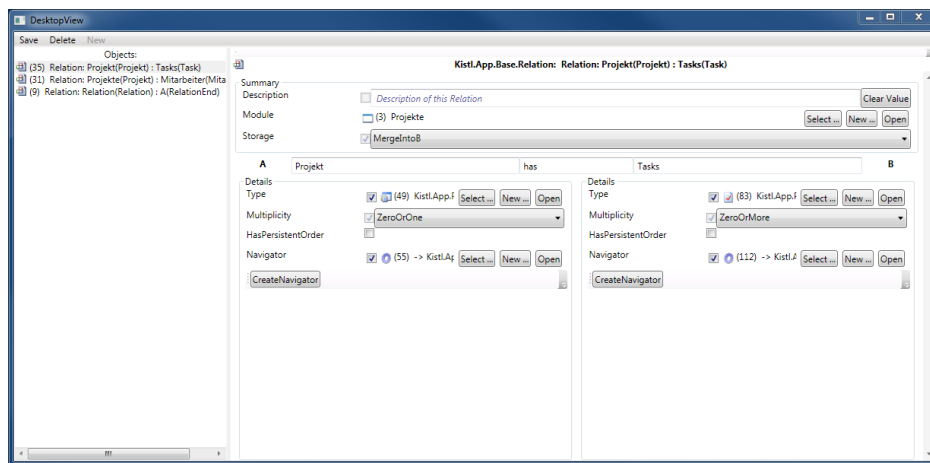 DesktopView
Save Delete New
Objects:
(35) Relation: Projekt(Projekt) : Tasks(Task)
(31) Relation: Projekte(Projekt) : Mitarbeiter(Mita
(9) Relation: Relation(Relation) : A(RelationEnd)
Kistl.App.Base.Relation: Relation: Projekt(Projekt) : Tasks(Task)
Summary
Description Description of this Relation Clear Value
Module (3) Projekte Select ... New ... Open
Storage MergeIntoB
A Projekt has Tasks B
Details Details
Type (49) Kistl.App.F Select ... New ... Open Type (83) Kistl.App.F Select ... New ... Open
Multiplicity ZeroOrOne Multiplicity ZeroOrMore
HasPersistentOrder HasPersistentOrder
Navigator (55) -> Kistl.Ap Select ... New ... Open Navigator (112) -> Kistl.A Select ... New ... Open
CreateNavigator CreateNavigator